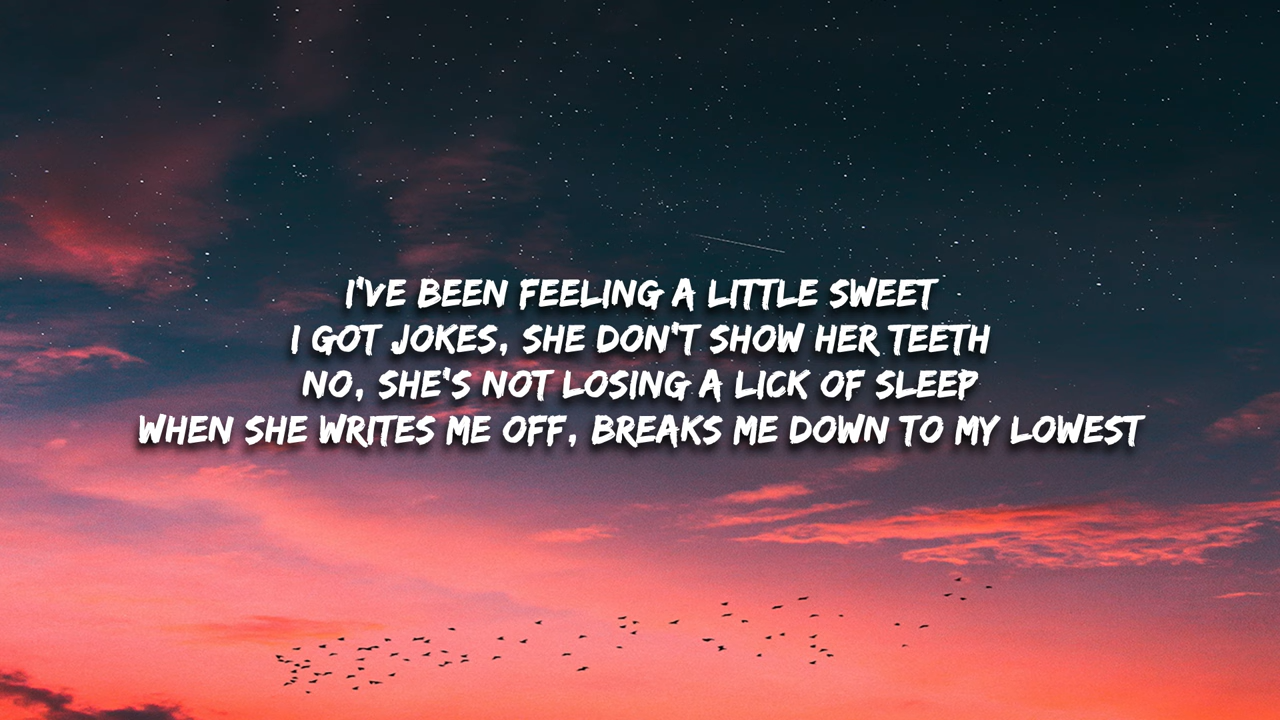 I'VE BEEN FEELING A LITTLE SWEET
I GOT JOKES, SHE DON'T SHOW HER TEETH
NO, SHE'S NOT LOSING A LICK OF SLEEP
WHEN SHE WRITES ME OFF, BREAKS ME DOWN TO MY LOWEST